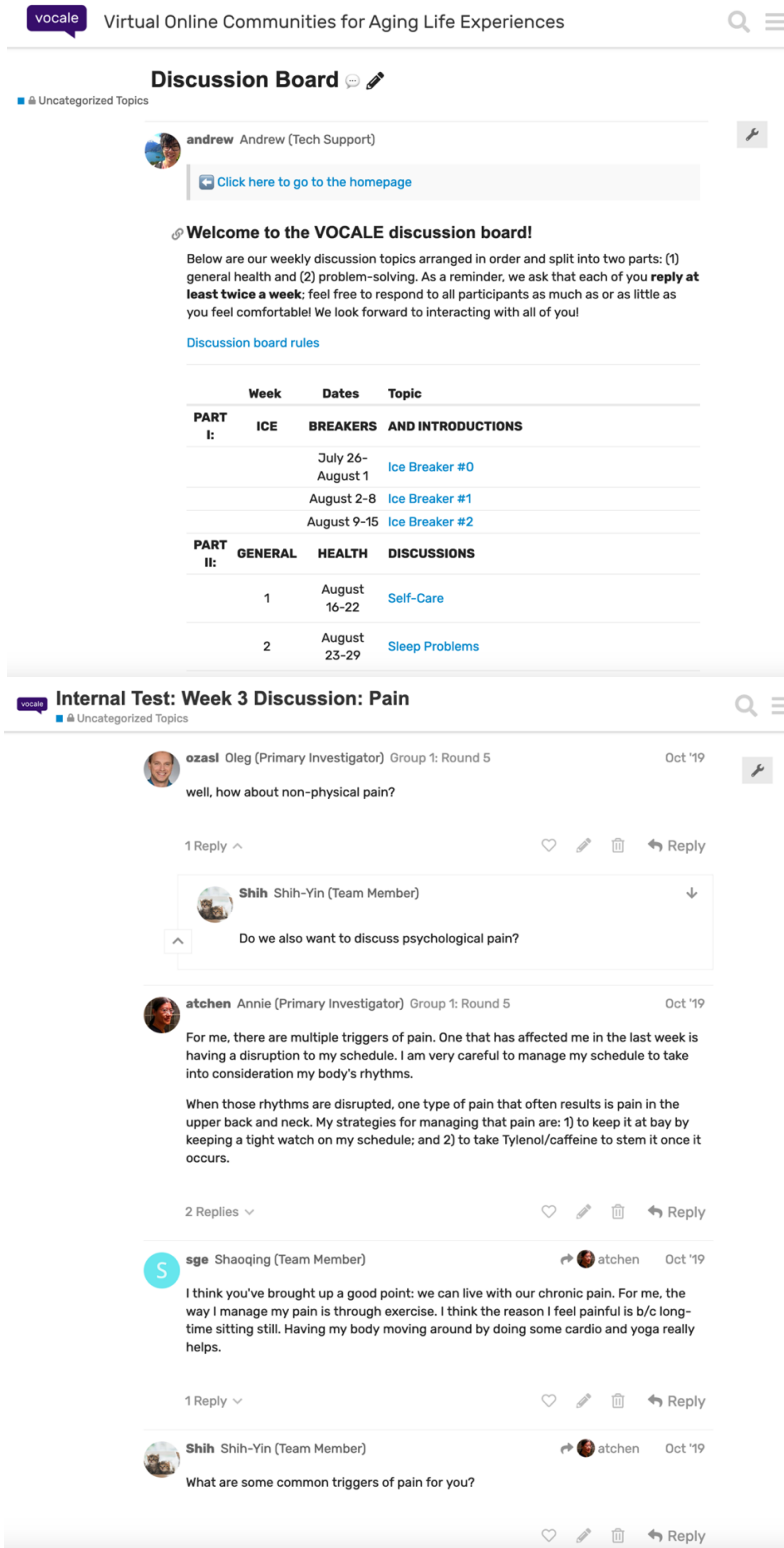 vocale Virtual Online Communities for Aging Life Experiences
Discussion Board
Uncategorized Topics
andrew Andrew (Tech Support)
Click here to go to the homepage
Welcome to the VOCALE discussion board!
Below are our weekly discussion topics arranged in order and split into two parts: (1)
general health and (2) problem-solving. As a reminder, we ask that each of you reply at
least twice a week; feel free to respond to all participants as much as or as little as
you feel comfortable! We look forward to interacting with all of you!
Discussion board rules
Week Dates Topic
PART
I: ICE BREAKERS AND INTRODUCTIONS
July 26-
August 1 Ice Breaker #0
August 2-8 Ice Breaker #1
August 9-15 Ice Breaker #2
PART
II: GENERAL HEALTH DISCUSSIONS
1 August
16-22 Self-Care
2 August
23-29 Sleep Problems
vocale Internal Test: Week 3 Discussion: Pain
Uncategorized Topics
ozasl Oleg (Primary Investigator) Group 1: Round 5 Oct '19
well, how about non-physical pain?
1 Reply Reply
Shih Shih-Yin (Team Member)
Do we also want to discuss psychological pain?
atchen Annie (Primary Investigator) Group 1: Round 5 Oct '19
For me, there are multiple triggers of pain. One that has affected me in the last week is
having a disruption to my schedule. I am very careful to manage my schedule to take
into consideration my body's rhythms.
When those rhythms are disrupted, one type of pain that often results is pain in the
upper back and neck. My strategies for managing that pain are: 1) to keep it at bay by
keeping a tight watch on my schedule; and 2) to take Tylenol/caffeine to stem it once it
occurs.
2 Replies Reply
S sge Shaoqing (Team Member) atchen Oct '19
I think you've brought up a good point: we can live with our chronic pain. For me, the
way I manage my pain is through exercise. I think the reason I feel painful is b/c long-
time sitting still. Having my body moving around by doing some cardio and yoga really
helps.
1 Reply Reply
Shih Shih-Yin (Team Member) atchen Oct '19
What are some common triggers of pain for you?
Reply